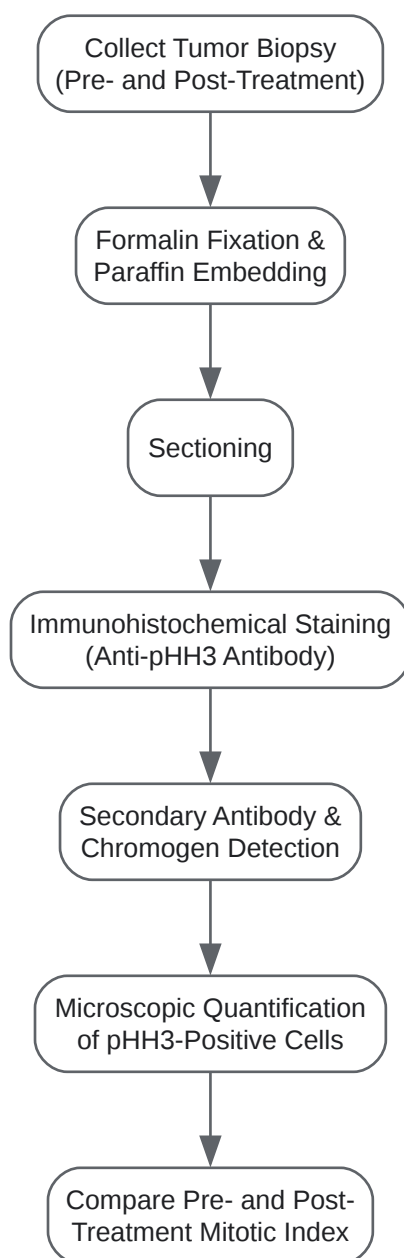 Collect Tumor Biopsy
(Pre- and Post-Treatment)
Formalin Fixation &
Paraffin Embedding
Sectioning
Immunohistochemical Staining
(Anti-pHH3 Antibody)
Secondary Antibody &
Chromogen Detection
Microscopic Quantification
of pHH3-Positive Cells
Compare Pre- and Post-
Treatment Mitotic Index